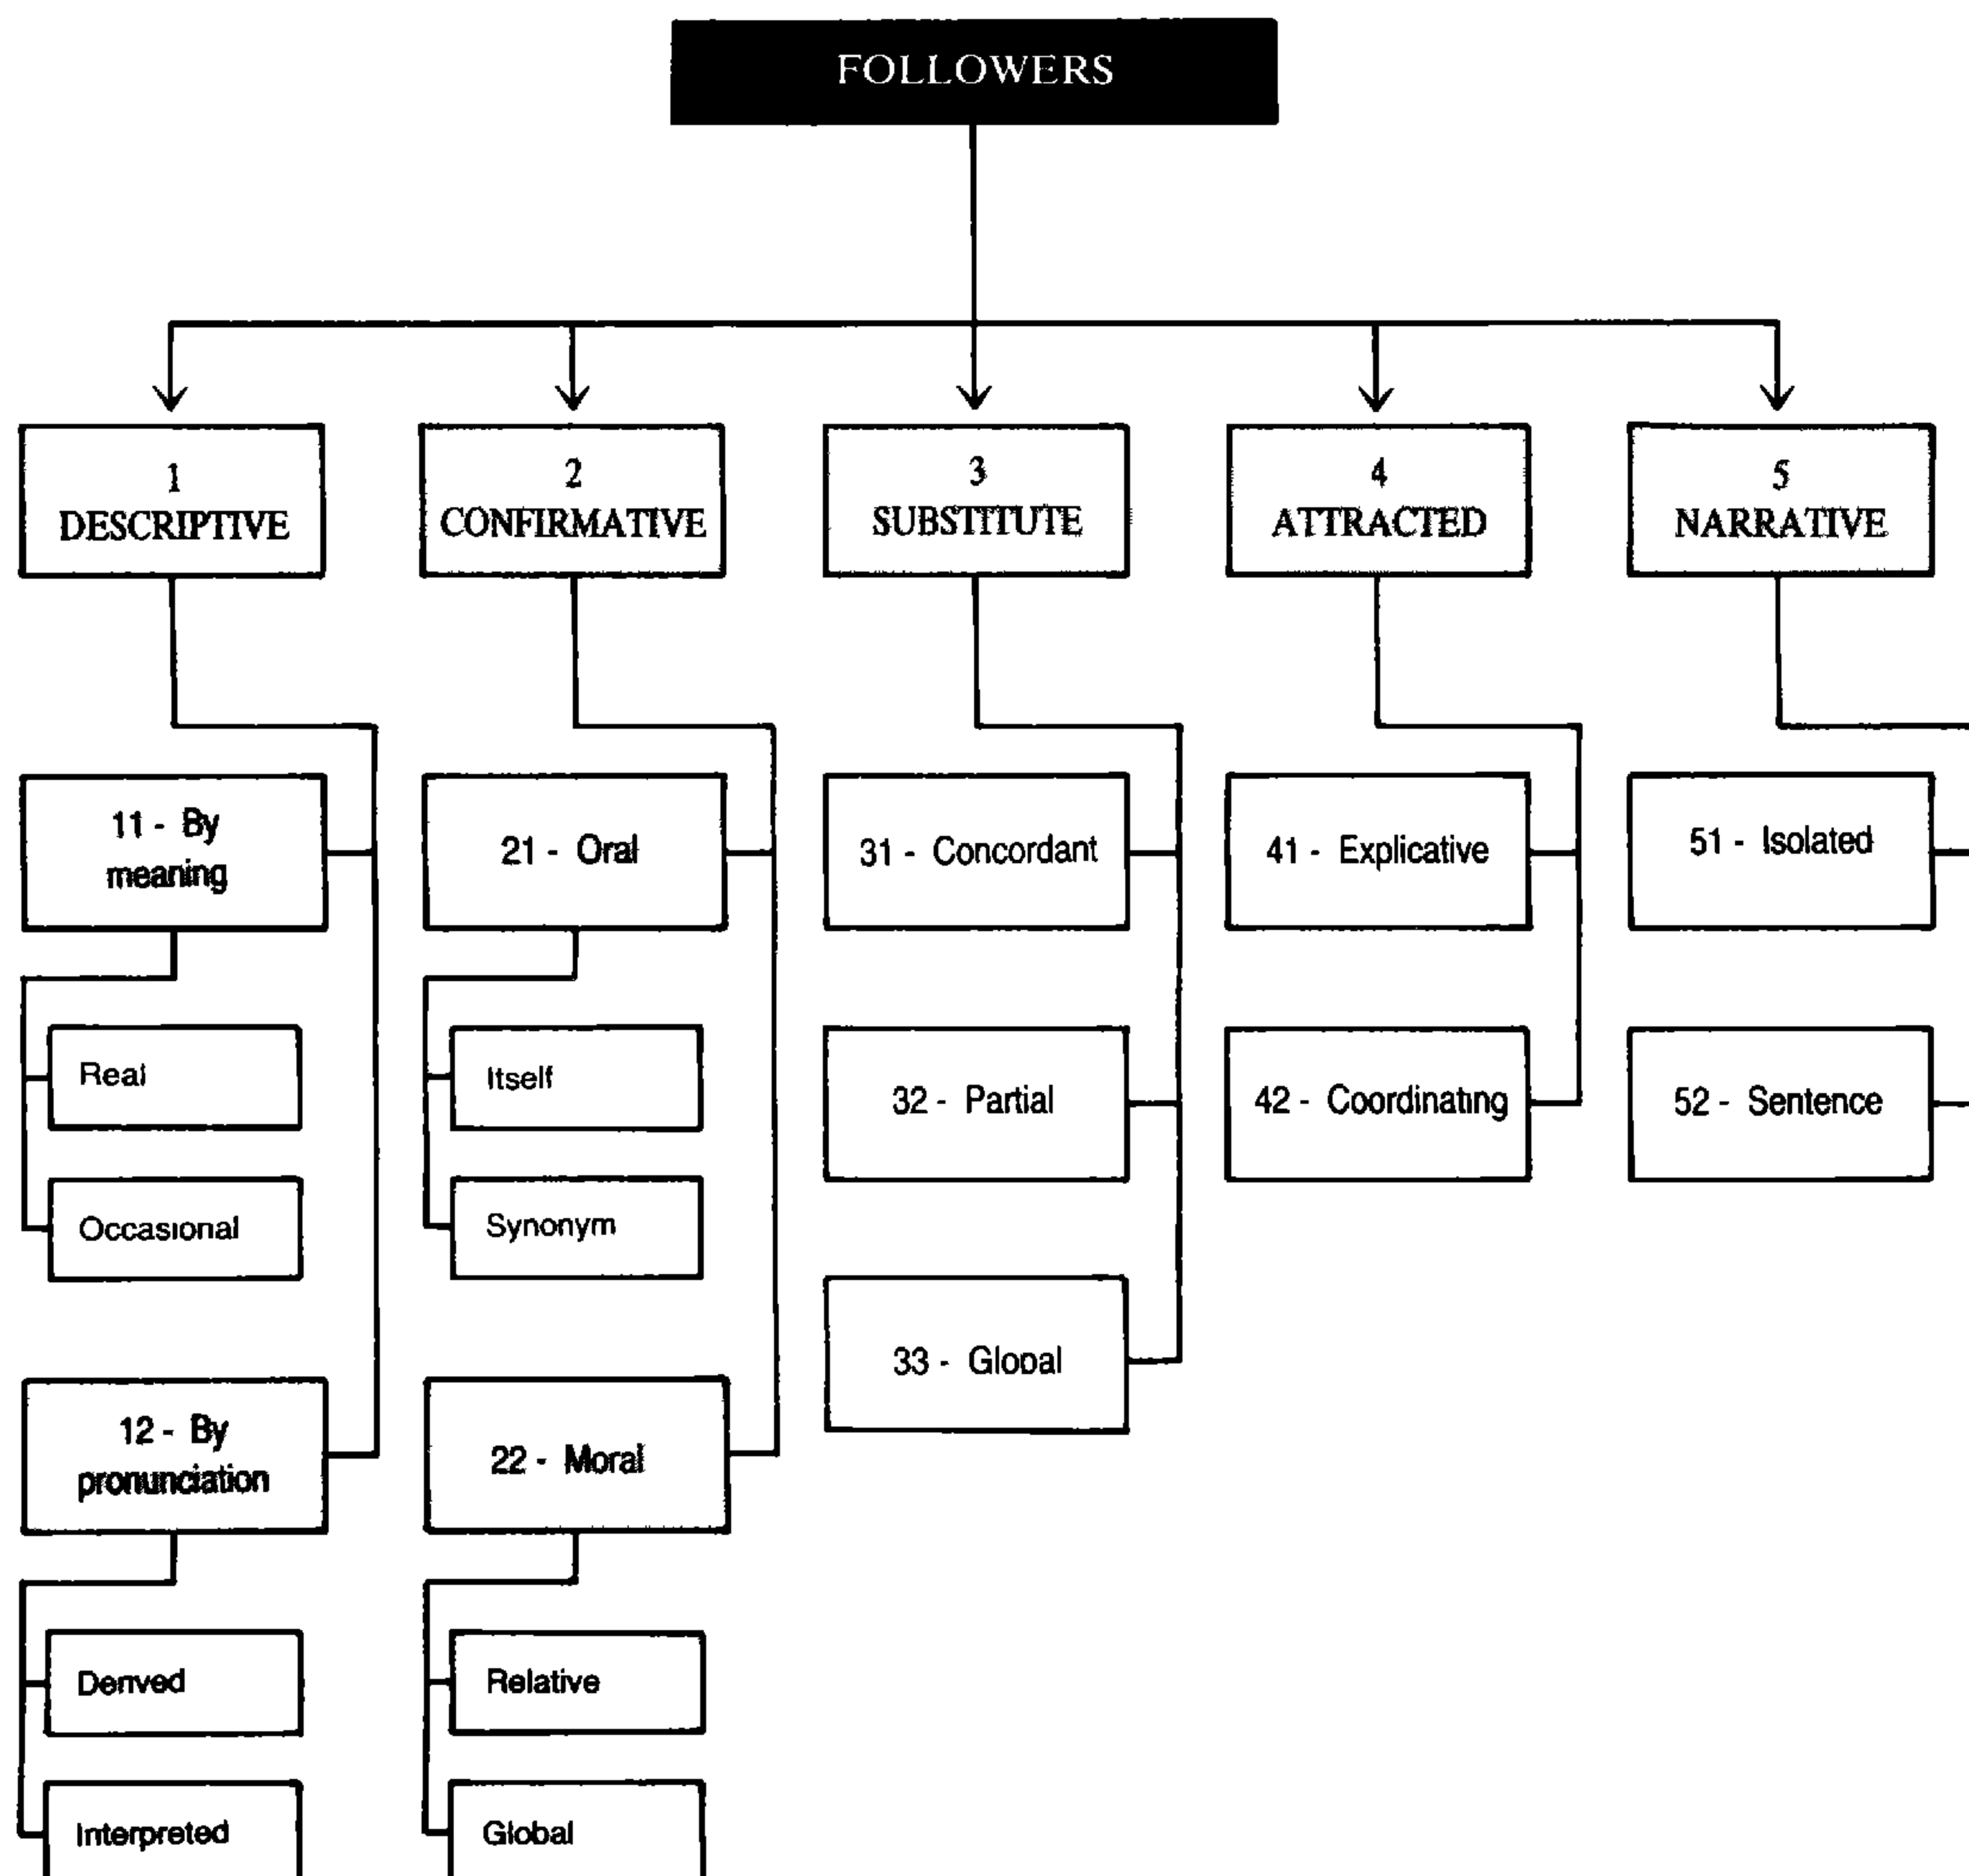 FOLLOWERS
1
DESCRIPTIVE
2
CONFIRMATIVE
3
SUBSTITUTE
4
ATTRACTED
5
NARRATIVE
11 - By
meaning
Real
Occasional
12 - By
pronunciation
Derived
Interpreted
21 - Oral
Itself
Synonym
22 - Moral
Relative
Global
31 - Concordant
32 - Partial
33 - Global
41 - Explicative
42 - Coordinating
51 - Isolated
52 - Sentence